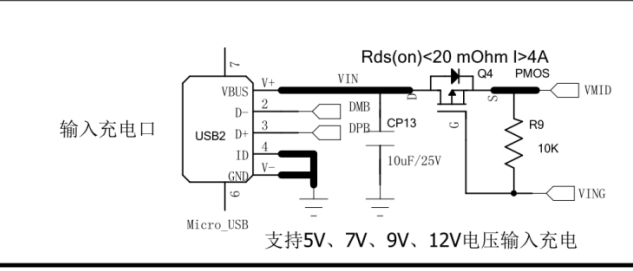 Rds(on)<20 mOhm I>4A
7
V+
VIN
Q4
PMOS
VBUS
D
S
VMID
D-
2
DMB
输入充电口
USB2
D+
3
DPB
CP13
G
R9
ID
4
10uF/25V
10K
GND
V-
6
VING
Micro_USB
支持5V、7V、9V、12V电压输入充电